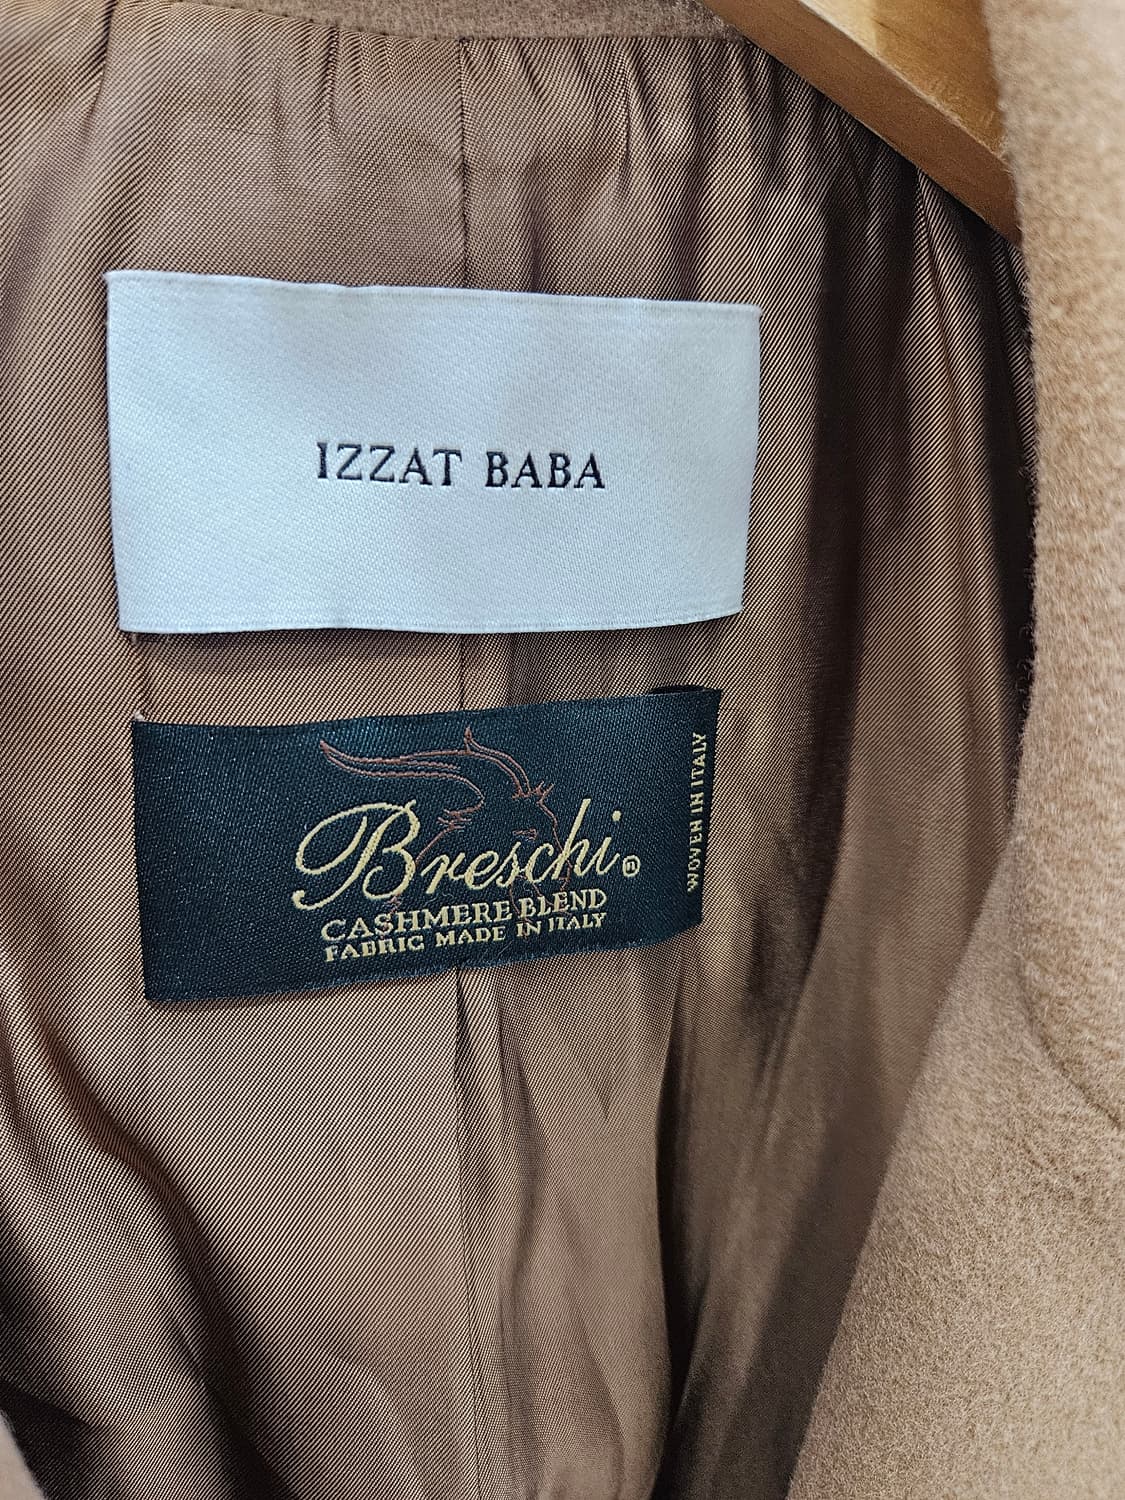 IZZAT BABA
Breschi®
CASHMERE BLEND
FABRIC MADE IN ITALY
WOVEN IN ITALY